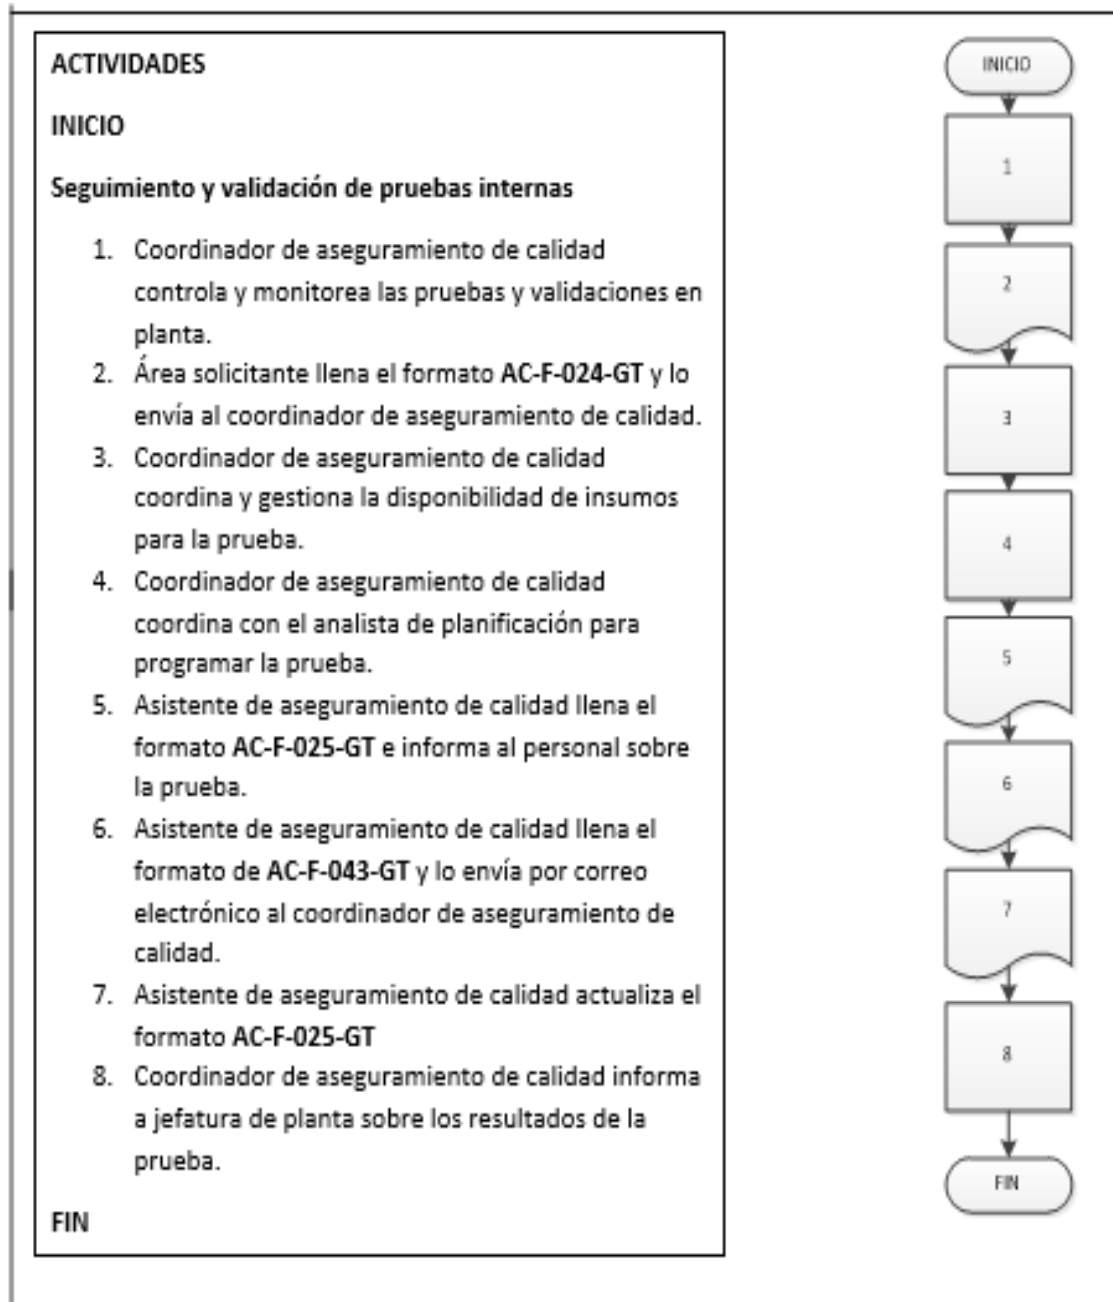 ACTIVIDADES
INICIO
Seguimiento y validación de pruebas internas
1. Coordinador de aseguramiento de calidad
controla y monitorea las pruebas y validaciones en
planta.
2. Área solicitante llena el formato AC-F-024-GT y lo
envía al coordinador de aseguramiento de calidad.
3. Coordinador de aseguramiento de calidad
coordina y gestiona la disponibilidad de insumos
para la prueba.
4. Coordinador de aseguramiento de calidad
coordina con el analista de planificación para
programar la prueba.
5. Asistente de aseguramiento de calidad llena el
formato AC-F-025-GT e informa al personal sobre
la prueba.
6. Asistente de aseguramiento de calidad llena el
formato de AC-F-043-GT y lo envía por correo
electrónico al coordinador de aseguramiento de
calidad.
7. Asistente de aseguramiento de calidad actualiza el
formato AC-F-025-GT
8. Coordinador de aseguramiento de calidad informa
a jefatura de planta sobre los resultados de la
prueba.
FIN
INICIO
1
2
3
4
5
6
7
8
FIN